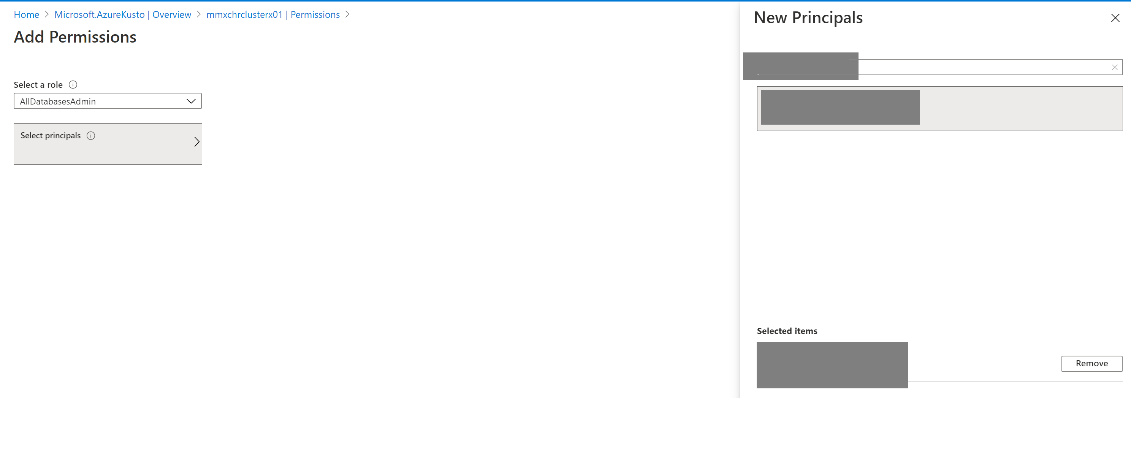 Home > Microsoft.AzureKusto | Overview > mmxchrclusterx01 | Permissions >
Add Permissions
Select a role
AllDatabasesAdmin
Select principals
New Principals
Selected items
Remove